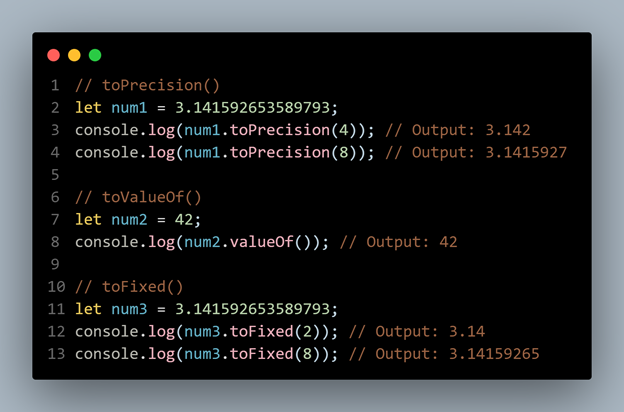 1 // toPrecision()
2 let num1 = 3.141592653589793;
3 console.log(num1.toPrecision(4)); // Output: 3.142
4 console.log(num1.toPrecision(8)); // Output: 3.1415927
5
6 // toValueOf()
7 let num2 = 42;
8 console.log(num2.valueOf()); // Output: 42
9
10 // toFixed()
11 let num3 = 3.141592653589793;
12 console.log(num3.toFixed(2)); // Output: 3.14
13 console.log(num3.toFixed(8)); // Output: 3.14159265